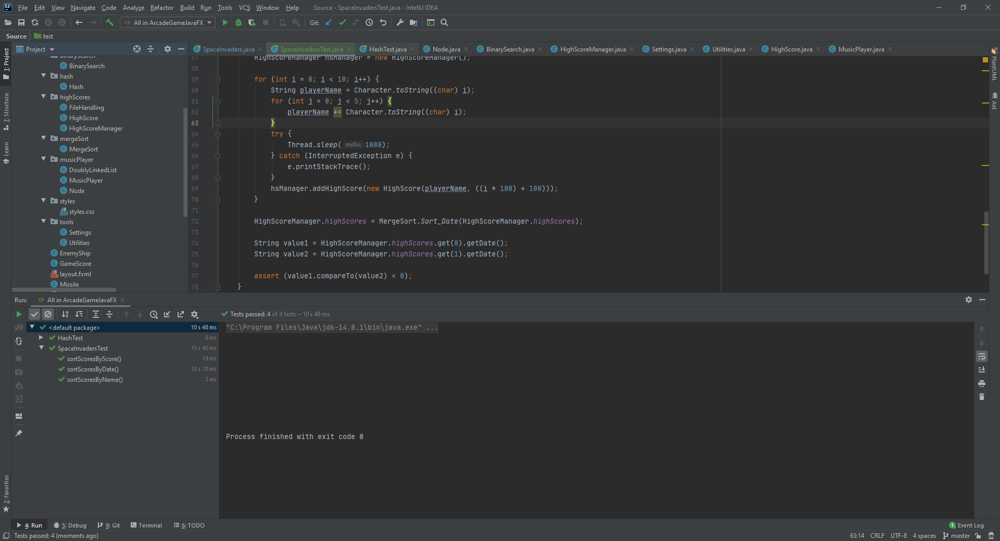 File Edit View Navigate Code Analyze Refactor Build Run Tools VCS Window Help Source - SpaceInvadersTest.java - IntelliJ IDEA
All in ArcadeGameJavaFX Git:
Source test
1: Project
7: Structure
Learn
2: Favorites
Project
binarySearch
BinarySearch
hash
Hash
highScores
FileHandling
HighScore
HighScoreManager
mergeSort
MergeSort
musicPlayer
DoublyLinkedList
MusicPlayer
Node
styles
styles.css
tools
Settings
Utilities
EnemyShip
GameScore
layout.fxml
Missile
SpaceInvaders.java SpaceInvadersTest.java HashTest.java Node.java BinarySearch.java HighScoreManager.java Settings.java Utilities.java HighScore.java MusicPlayer.java
57 HighScoreManager hsManager = new HighScoreManager();
58
59 for (int i = 0; i < 10; i++) {
60 String playerName = Character.toString((char) i);
61 for (int j = 0; j < 5; j++) {
62 playerName += Character.toString((char) i);
63 }
64 try {
65 Thread.sleep( millis: 1000);
66 } catch (InterruptedException e) {
67 e.printStackTrace();
68 }
69 hsManager.addHighScore(new HighScore(playerName, ((i * 100) + 100)));
70 }
71
72 HighScoreManager.highScores = MergeSort.Sort_Date(HighScoreManager.highScores);
73
74 String value1 = HighScoreManager.highScores.get(0).getDate();
75 String value2 = HighScoreManager.highScores.get(1).getDate();
76
77 assert (value1.compareTo(value2) < 0);
78 }
PlantUML
Ant
Run: All in ArcadeGameJavaFX
Tests passed: 4 of 4 tests – 10 s 48 ms
<default package> 10 s 48 ms
HashTest 8 ms
SpaceInvadersTest 10 s 40 ms
sortScoresByScore() 19 ms
sortScoresByDate() 10 s 18 ms
sortScoresByName() 3 ms
"C:\Program Files\Java\jdk-14.0.1\bin\java.exe" ...
Process finished with exit code 0
4: Run 5: Debug 9: Git Terminal 6: TODO 1 Event Log
Tests passed: 4 (moments ago) 63:14 CRLF UTF-8 4 spaces master